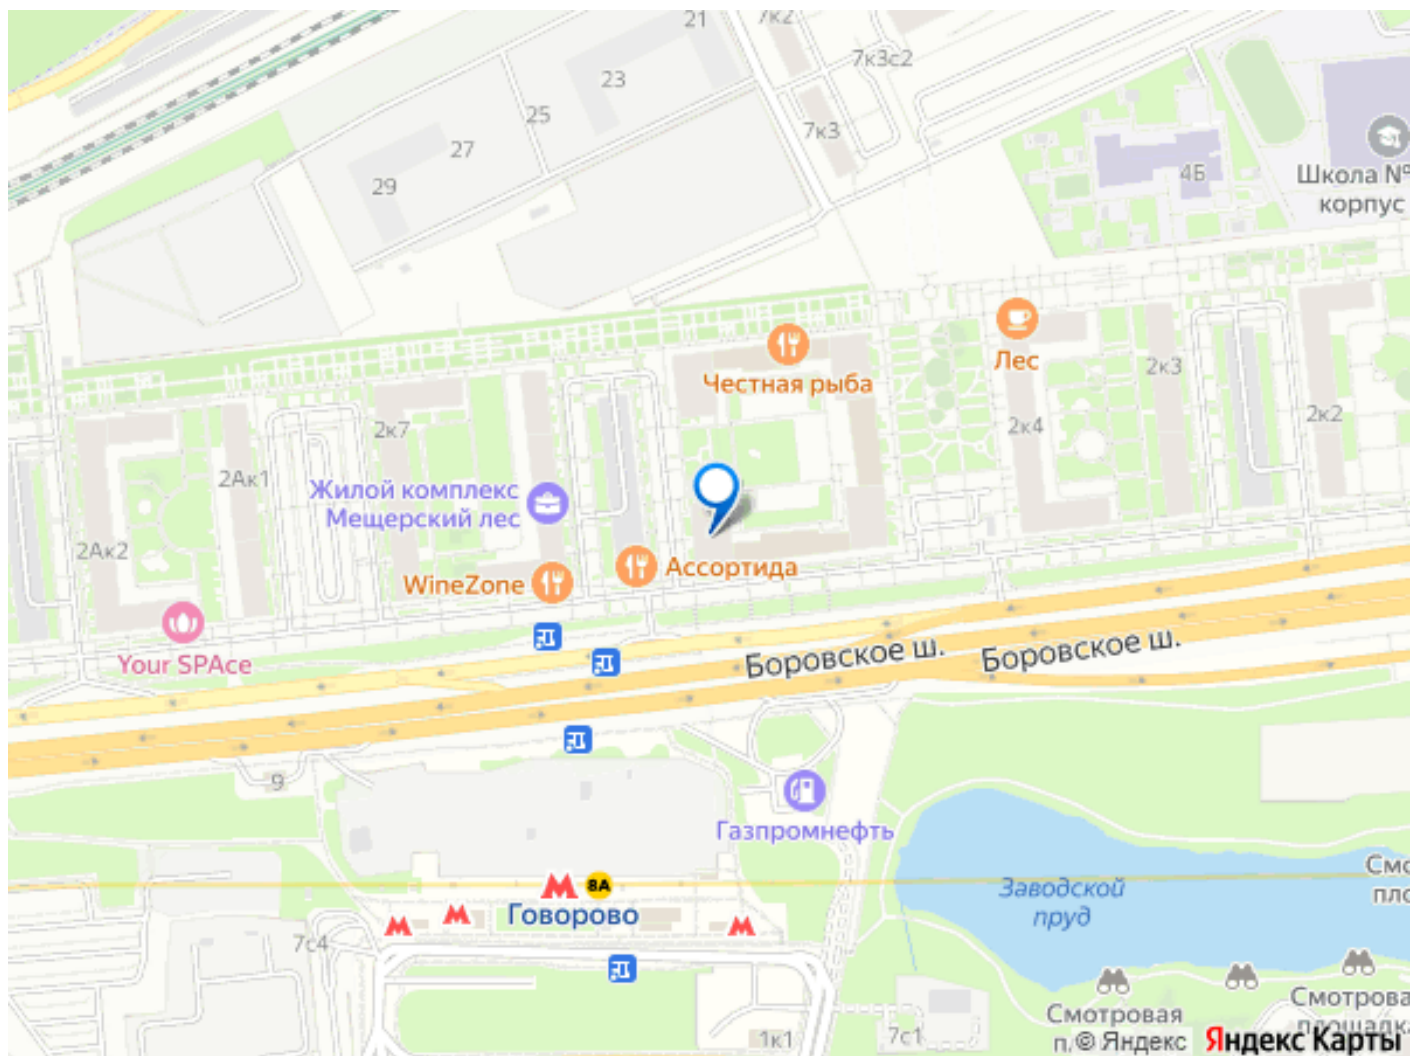 21
7к2
23
7к3с2
25
7к3
27
29
4Б
Школа №
корпус
Честная рыба
Лес
2к3
2к4
2к2
2к7
2Ак1
Жилой комплекс
Мещерский лес
2Ак2
WineZone
Ассортида
Your SPAce
Боровское ш.
Боровское ш.
9
Газпромнефть
8А
Говорово
Заводской
пруд
7с4
Смотровая
п.
7с1
1к1
© Яндекс
Яндекс Карты